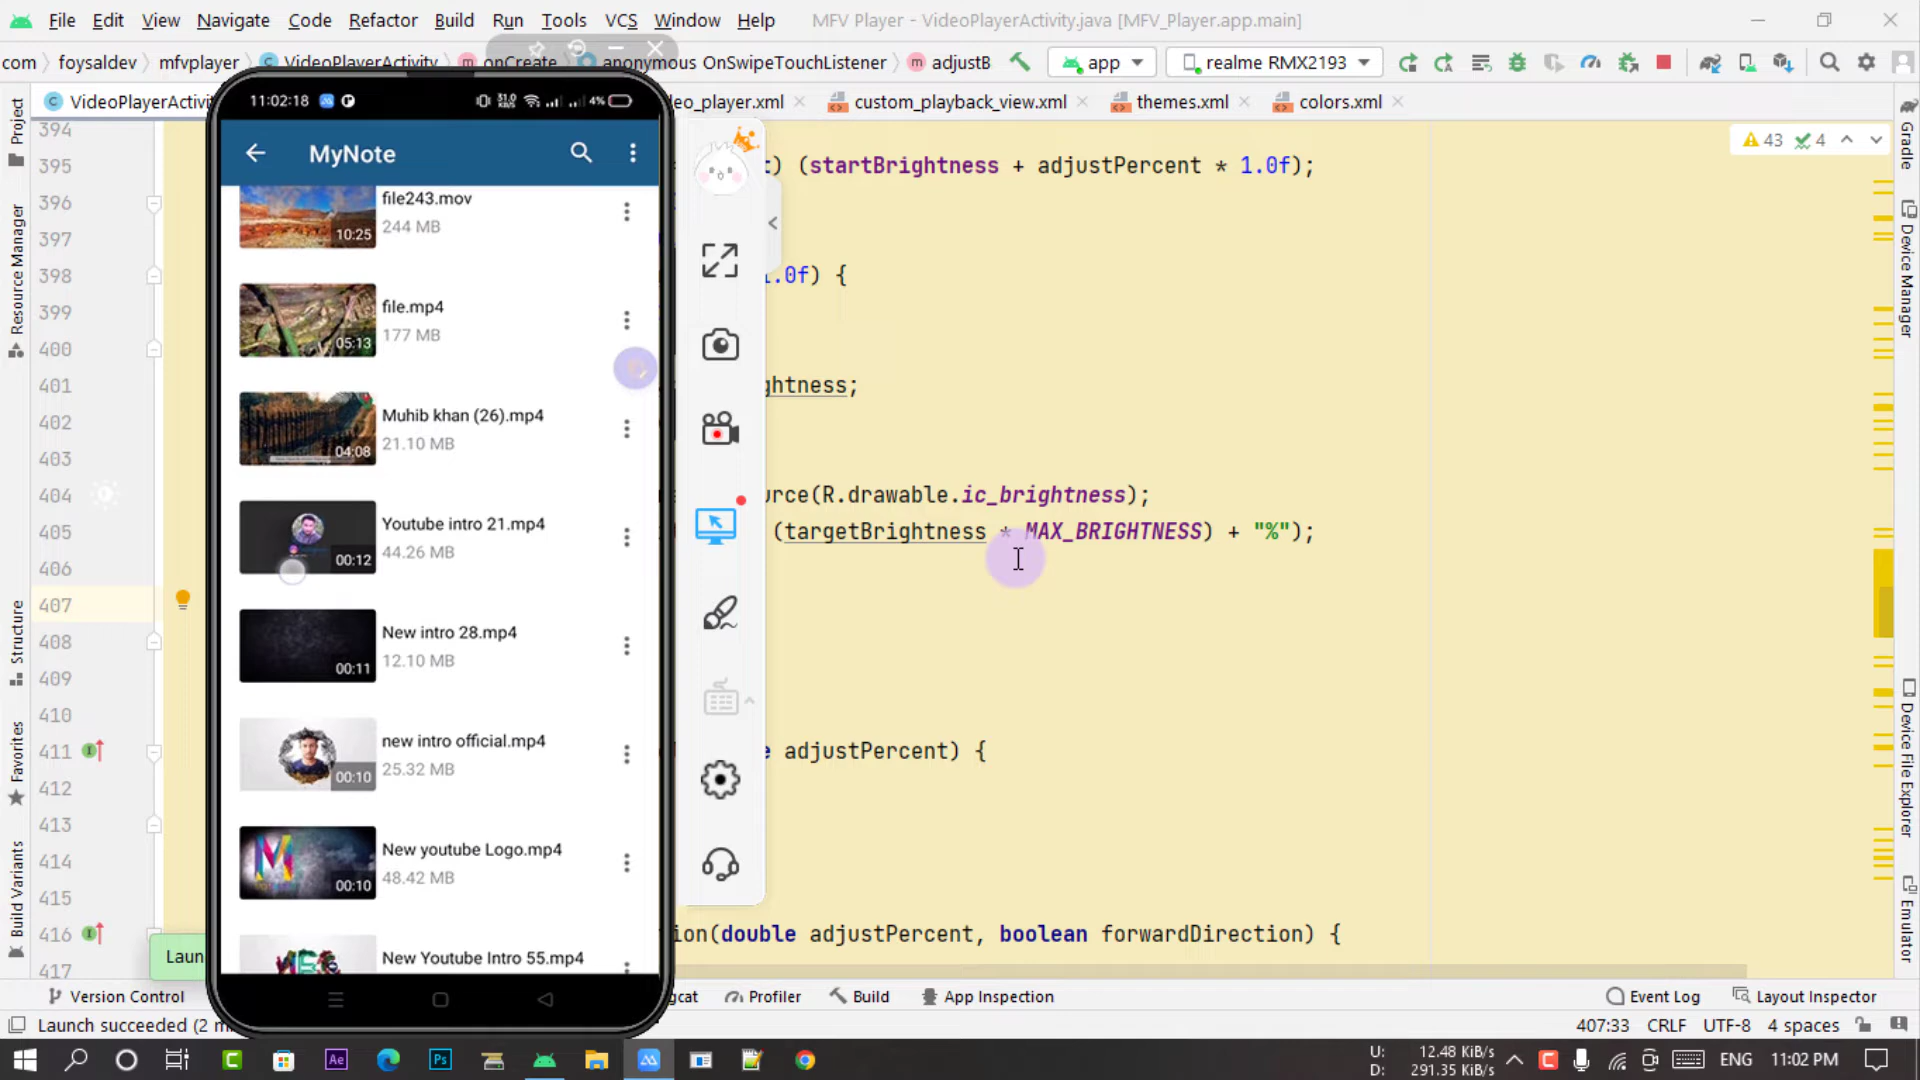 File Edit View Navigate Code Refactor Build Run Tools VCS Window Help MFV Player - VideoPlayerActivity.java [MFV_Player.app.main]
com foysaldev mfvplayer VideoPlayerActivity onCreate anonymous OnSwipeTouchListener adjustB app realme RMX2193
VideoPlayerActivi eo_player.xml custom_playback_view.xml themes.xml colors.xml
11:02:18 31.0 KB/s 4%
MyNote
file243.mov
244 MB
10:25
file.mp4
177 MB
05:13
Muhib khan (26).mp4
21.10 MB
04:08
Youtube intro 21.mp4
44.26 MB
00:12
New intro 28.mp4
12.10 MB
00:11
new intro official.mp4
25.32 MB
00:10
New youtube Logo.mp4
48.42 MB
00:10
New Youtube Intro 55.mp4
394
395
396
397
398
399
400
401
402
403
404
405
406
407
408
409
410
411
412
413
414
415
416
417
t) (startBrightness + adjustPercent * 1.0f);
1.0f) {
ghtness;
urce(R.drawable.ic_brightness);
(targetBrightness * MAX_BRIGHTNESS) + "%");
e adjustPercent) {
ion(double adjustPercent, boolean forwardDirection) {
43 4
Project
Resource Manager
Structure
Favorites
Build Variants
Gradle
Device Manager
Device File Explorer
Emulator
Laun
Version Control gcat Profiler Build App Inspection Event Log Layout Inspector
Launch succeeded (2 m 407:33 CRLF UTF-8 4 spaces
Ae Ps U: 12.48 KiB/s
D: 291.35 KiB/s
ENG 11:02 PM